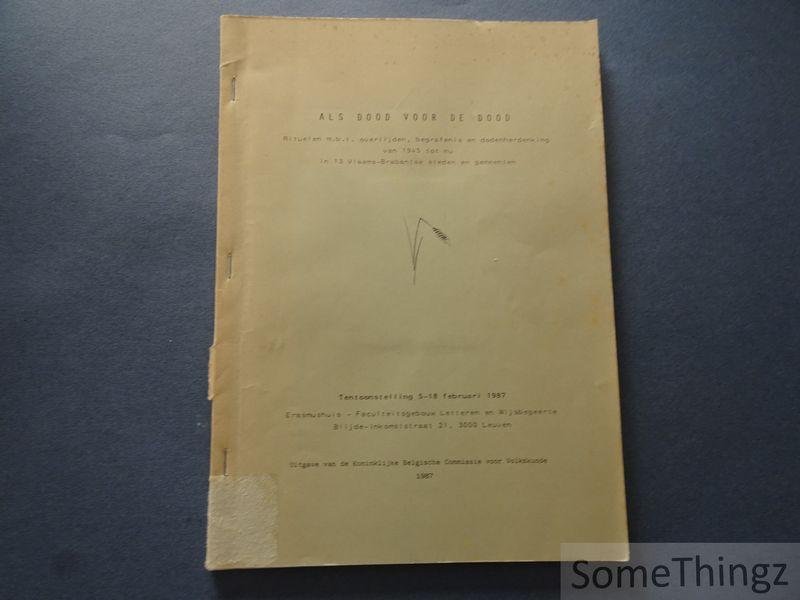 ALS DOOD VOOR DE DOOD
Rituelen m.b.t. overlijden, begrafenis en dodenherdenking
van 1945 tot nu
in 13 Vlaams-Brabantse steden en gemeenten
Tentoonstelling 5-18 februari 1987
Erasmushuis - Faculteitsgebouw Letteren en Wijsbegeerte
Blijde-Inkomststraat 21, 3000 Leuven
Uitgave van de Koninklijke Belgische Commissie voor Volkskunde
1987
SomeThingz